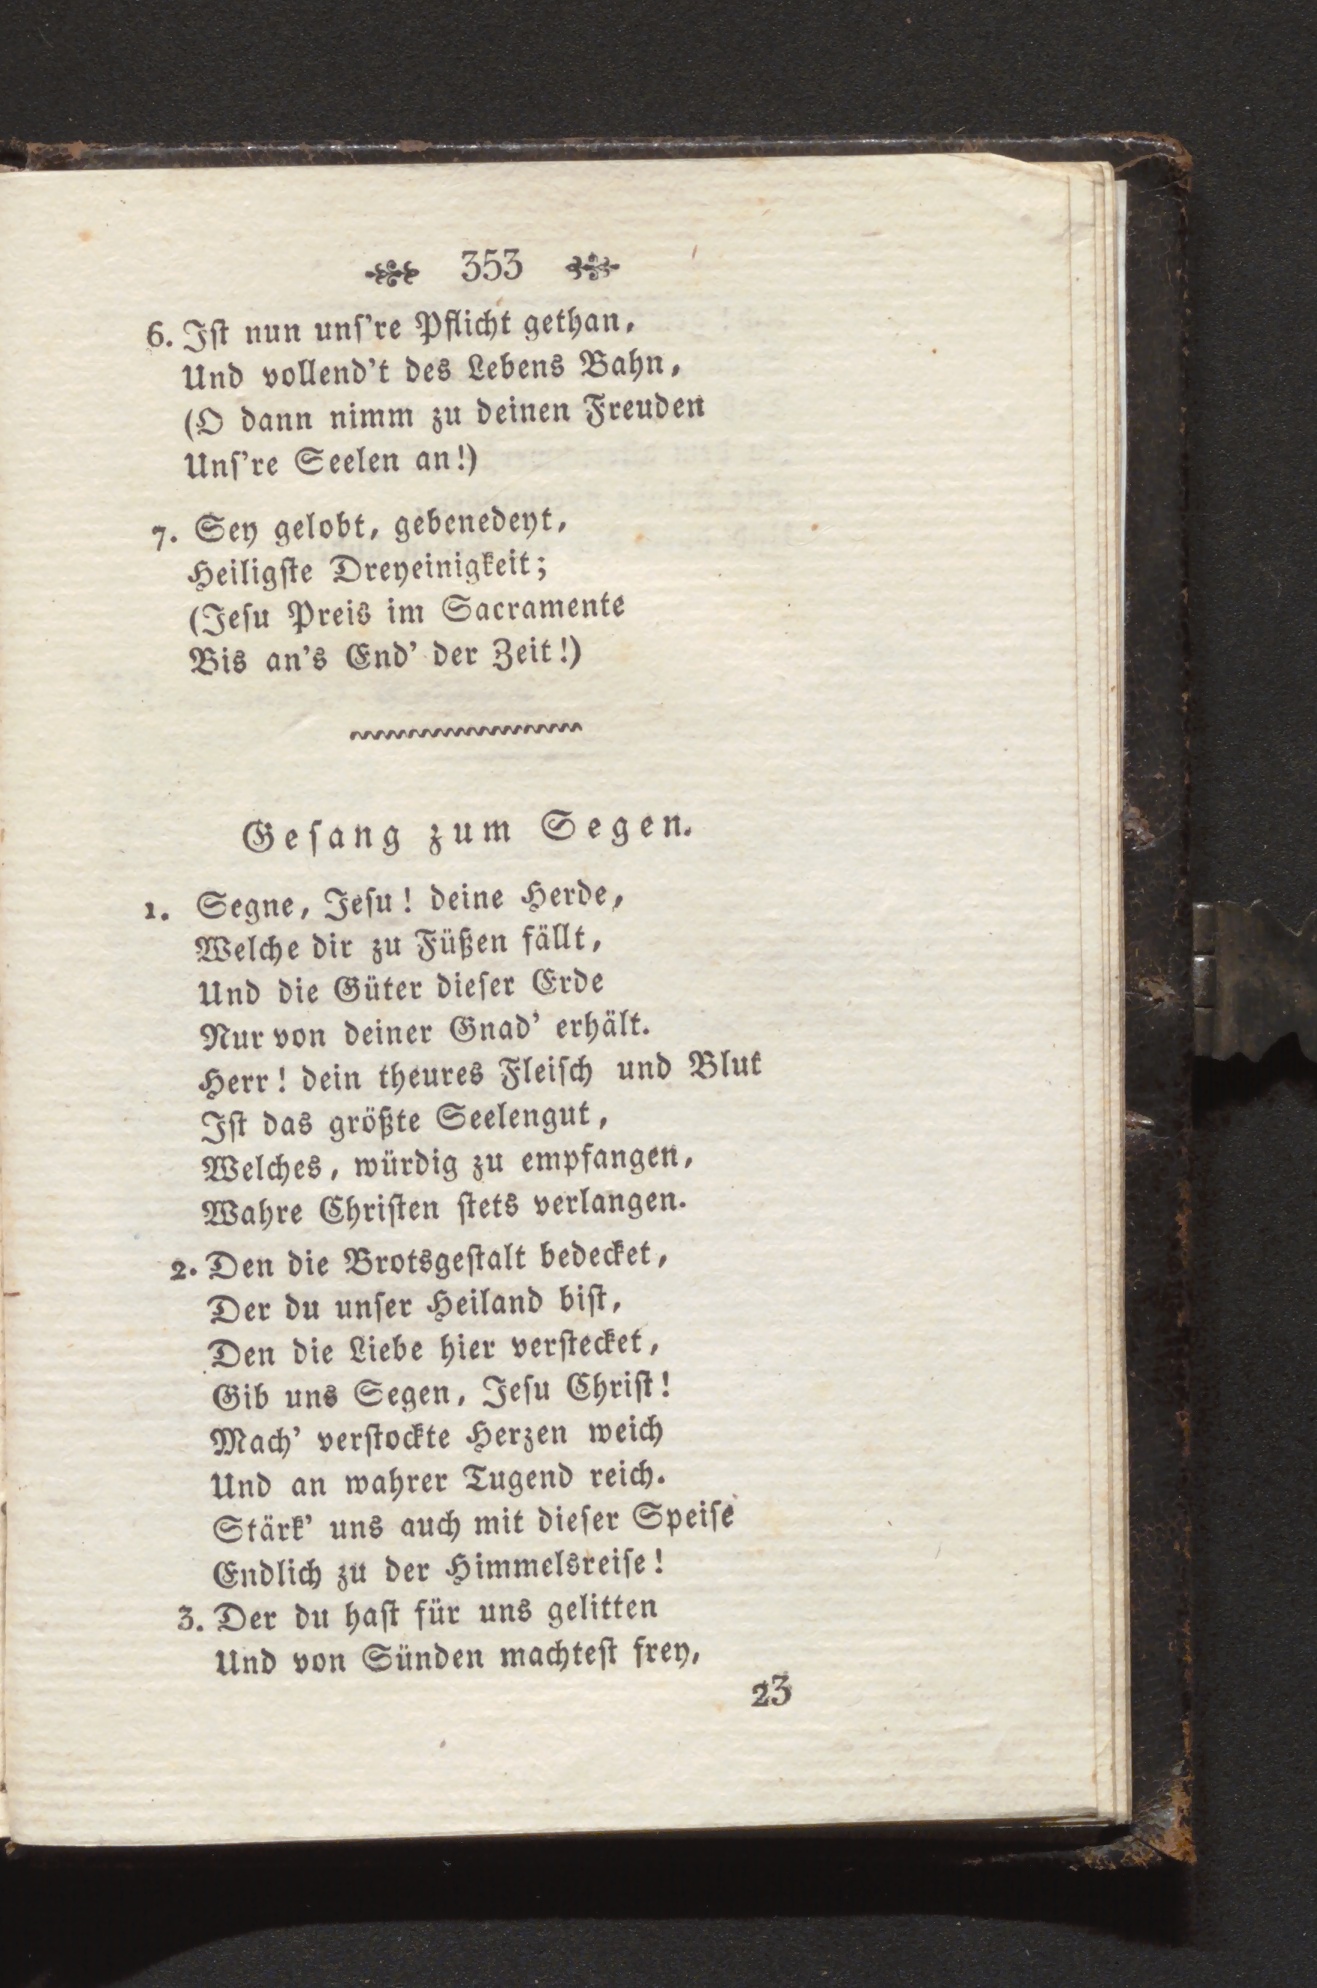 353
6. Iſt nun unſ're Pflicht gethan,
Und vollend't des Lebens Bahn,
(O dann nimm zu deinen Freuden
Unſ're Seelen an!)
7. Sey gelobt, gebenedeyt,
Heiligſte Dreyeinigkeit;
(Jeſu Preis im Sacramente
Bis an's End' der Zeit!)
Geſang zum Segen.
1. Segne, Jeſu! deine Herde,
Welche dir zu Füßen fällt,
Und die Güter dieſer Erde
Nur von deiner Gnad' erhält.
Herr! dein theures Fleiſch und Blut
Iſt das größte Seelengut,
Welches, würdig zu empfangen,
Wahre Chriſten ſtets verlangen.
2. Den die Brotsgeſtalt bedecket,
Der du unſer Heiland biſt,
Den die Liebe hier verſtecket,
Gib uns Segen, Jeſu Chriſt!
Mach' verſtockte Herzen weich
Und an wahrer Tugend reich.
Stärk' uns auch mit dieſer Speiſe
Endlich zu der Himmelsreiſe!
3. Der du haſt für uns gelitten
Und von Sünden machteſt frey,
23